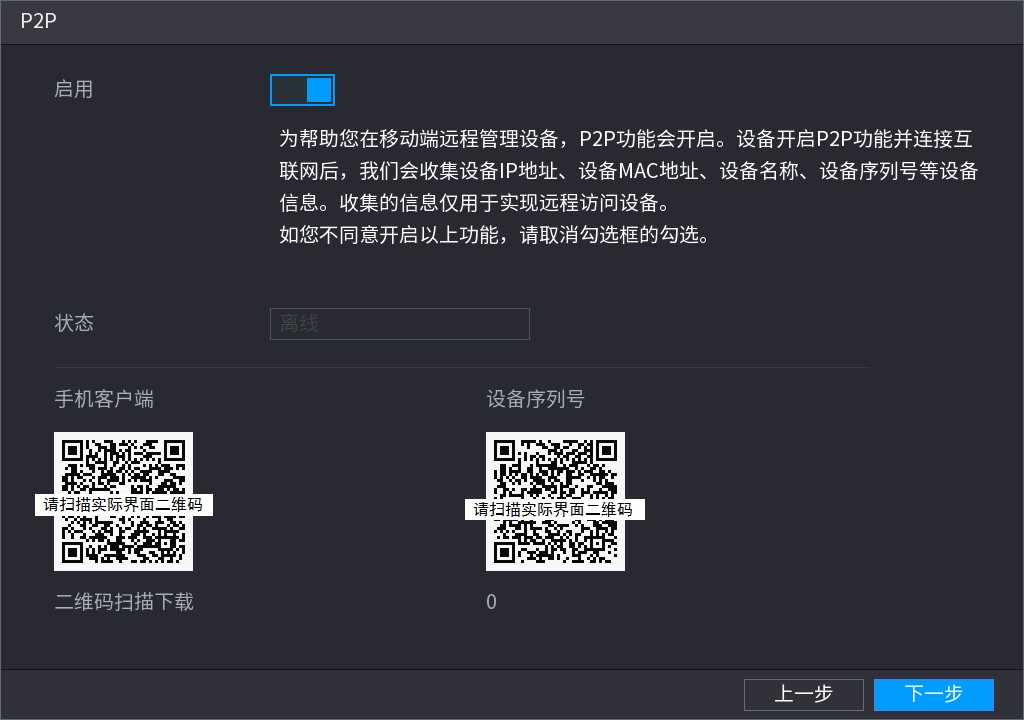 P2P
启用
为帮助您在移动端远程管理设备，P2P功能会开启。设备开启P2P功能并连接互
联网后，我们会收集设备IP地址、设备MAC地址、设备名称、设备序列号等设备
信息。收集的信息仅用于实现远程访问设备。
如您不同意开启以上功能，请取消勾选框的勾选。
状态
离线
手机客户端
设备序列号
请扫描实际界面二维码
请扫描实际界面二维码
二维码扫描下载
0
上一步
下一步